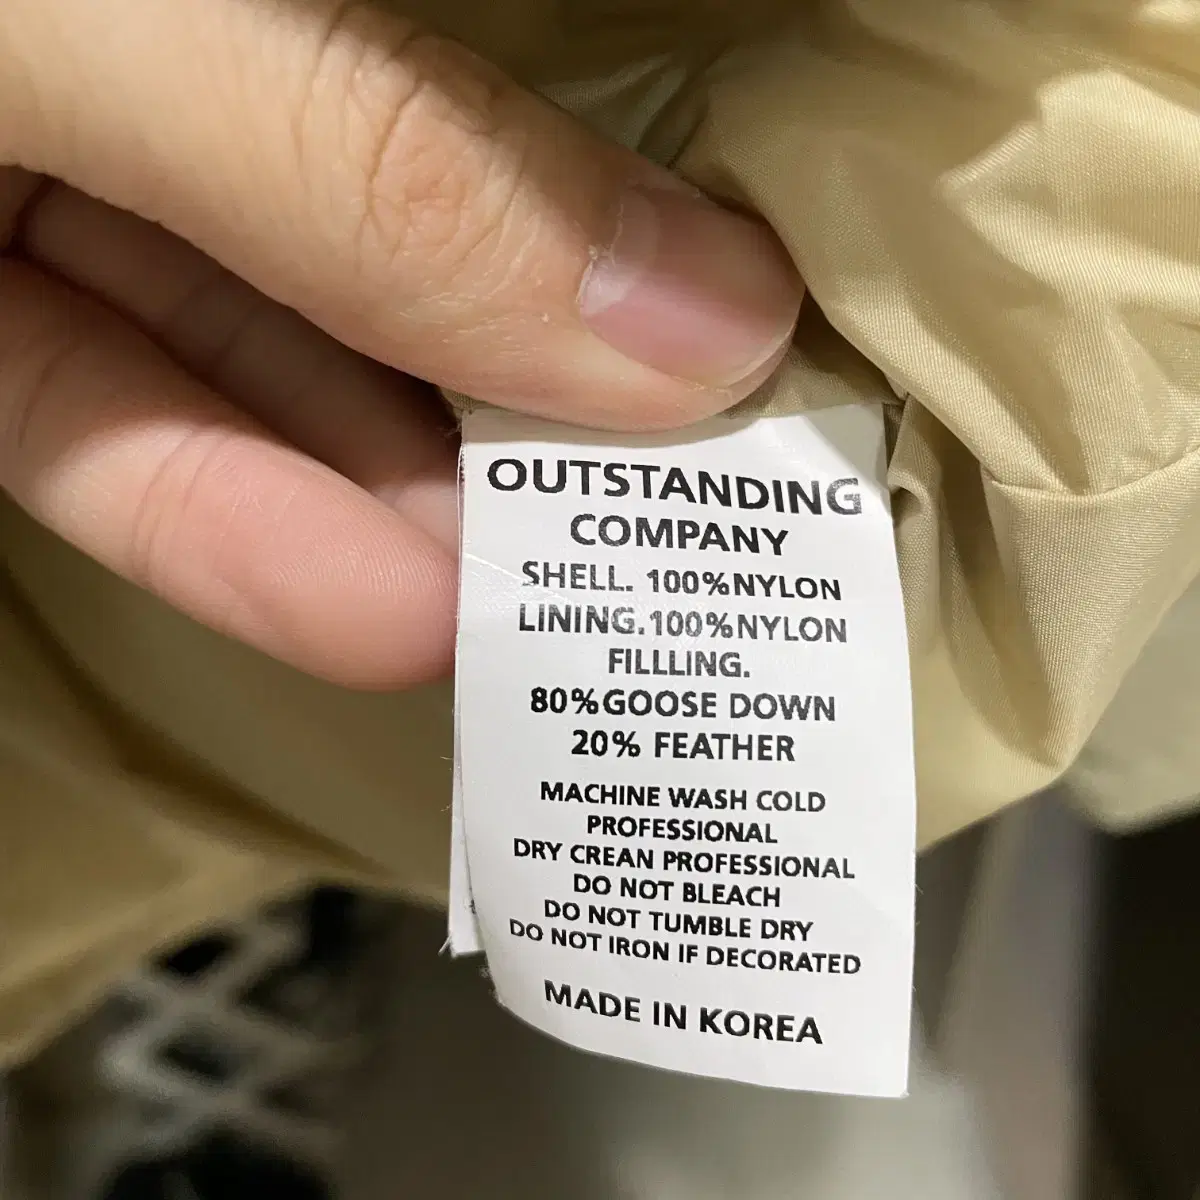 OUTSTANDING
COMPANY
SHELL. 100%NYLON
LINING.100%NYLON
FILLLING.
80%GOOSE DOWN
20% FEATHER
MACHINE WASH COLD
PROFESSIONAL
DRY CREAN PROFESSIONAL
DO NOT BLEACH
DO NOT TUMBLE DRY
DO NOT IRON IF DECORATED
MADE IN KOREA